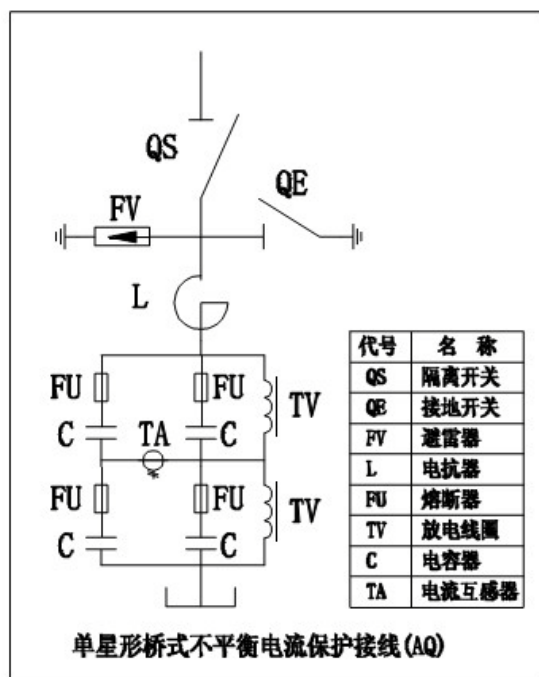 QS
QE
FV
L
FU FU TV
C TA C
FU FU TV
C C
代号 名 称
QS 隔离开关
QE 接地开关
FV 避雷器
L 电抗器
FU 熔断器
TV 放电线圈
C 电容器
TA 电流互感器
单星形桥式不平衡电流保护接线(AQ)